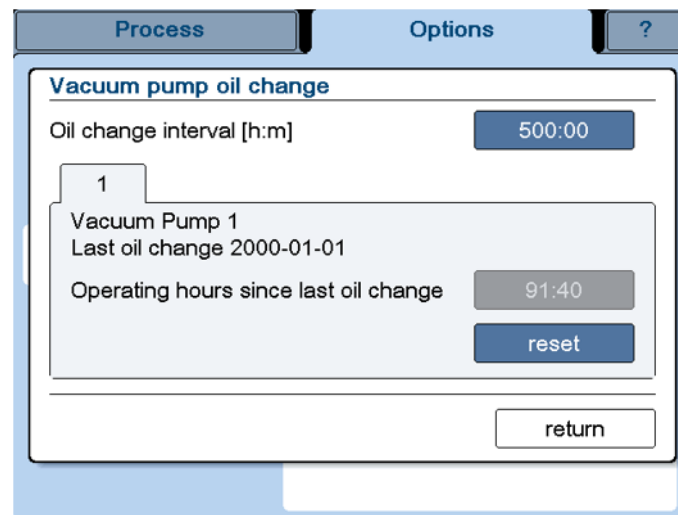 Process
Options
?
Vacuum pump oil change
Oil change interval [h:m]
500:00
1
Vacuum Pump 1
Last oil change 2000-01-01
Operating hours since last oil change
91:40
reset
return